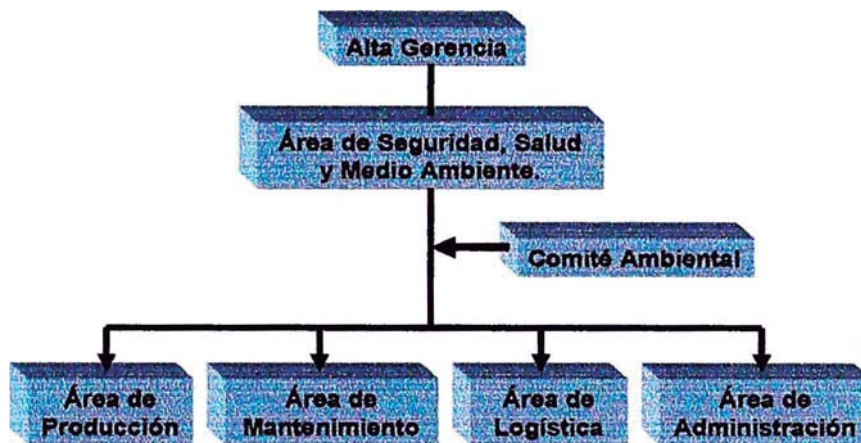 Alta Gerencia
Área de Seguridad, Salud
y Medio Ambiente.
Comité Ambiental
Área de
Producción
Área de
Mantenimiento
Área de
Logística
Área de
Administración